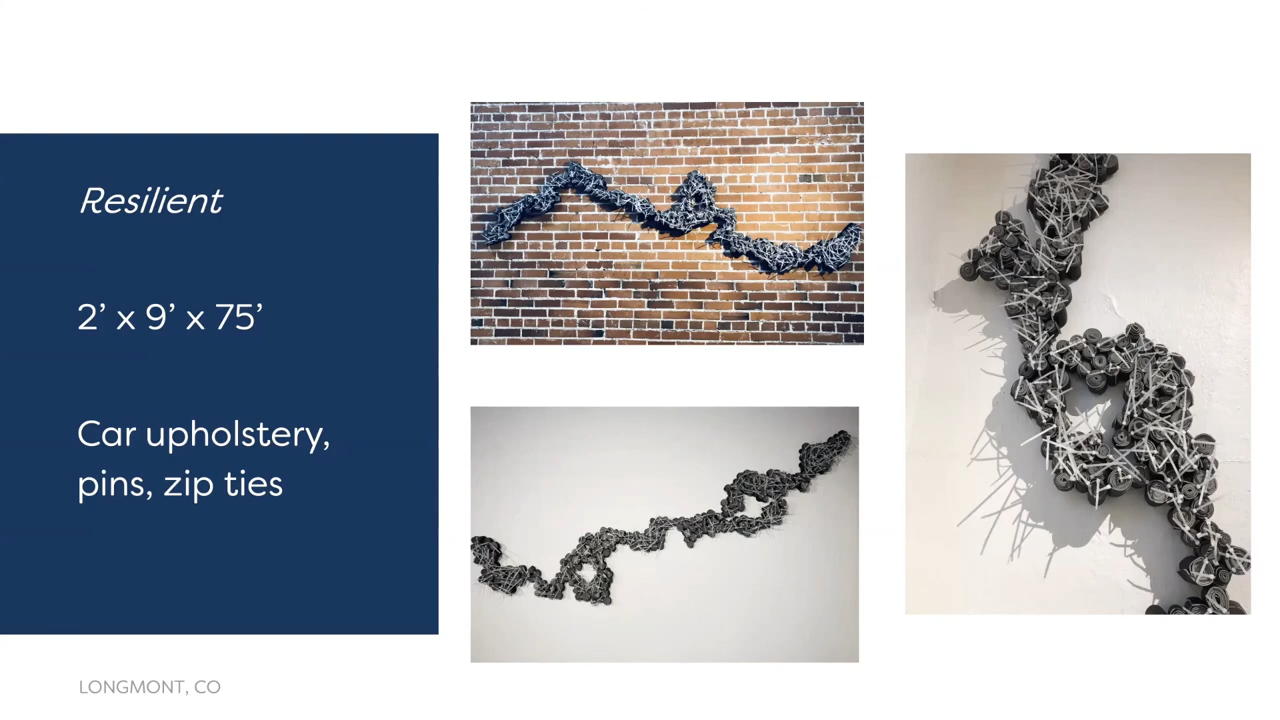 Resilient
2’ x 9’ x 75’
Car upholstery,
pins, zip ties
LONGMONT, CO